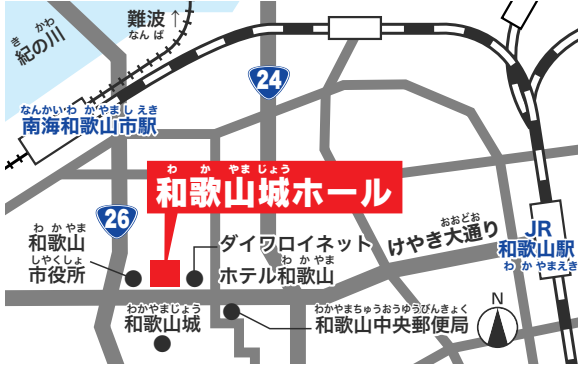 き かわ
紀の川
難波↑
なんば
24
なんかいわかやましえき
南海和歌山市駅
わかやまじょう
和歌山城ホール
26
わかやま
和歌山
しやくしょ
市役所
ダイワロイネット
わかやま
ホテル和歌山
おおどお
けやき大通り
JR
和歌山駅
わかやまえき
わかやまじょう
和歌山城
わかやまちゅうおうゆうびんきょく
和歌山中央郵便局
N